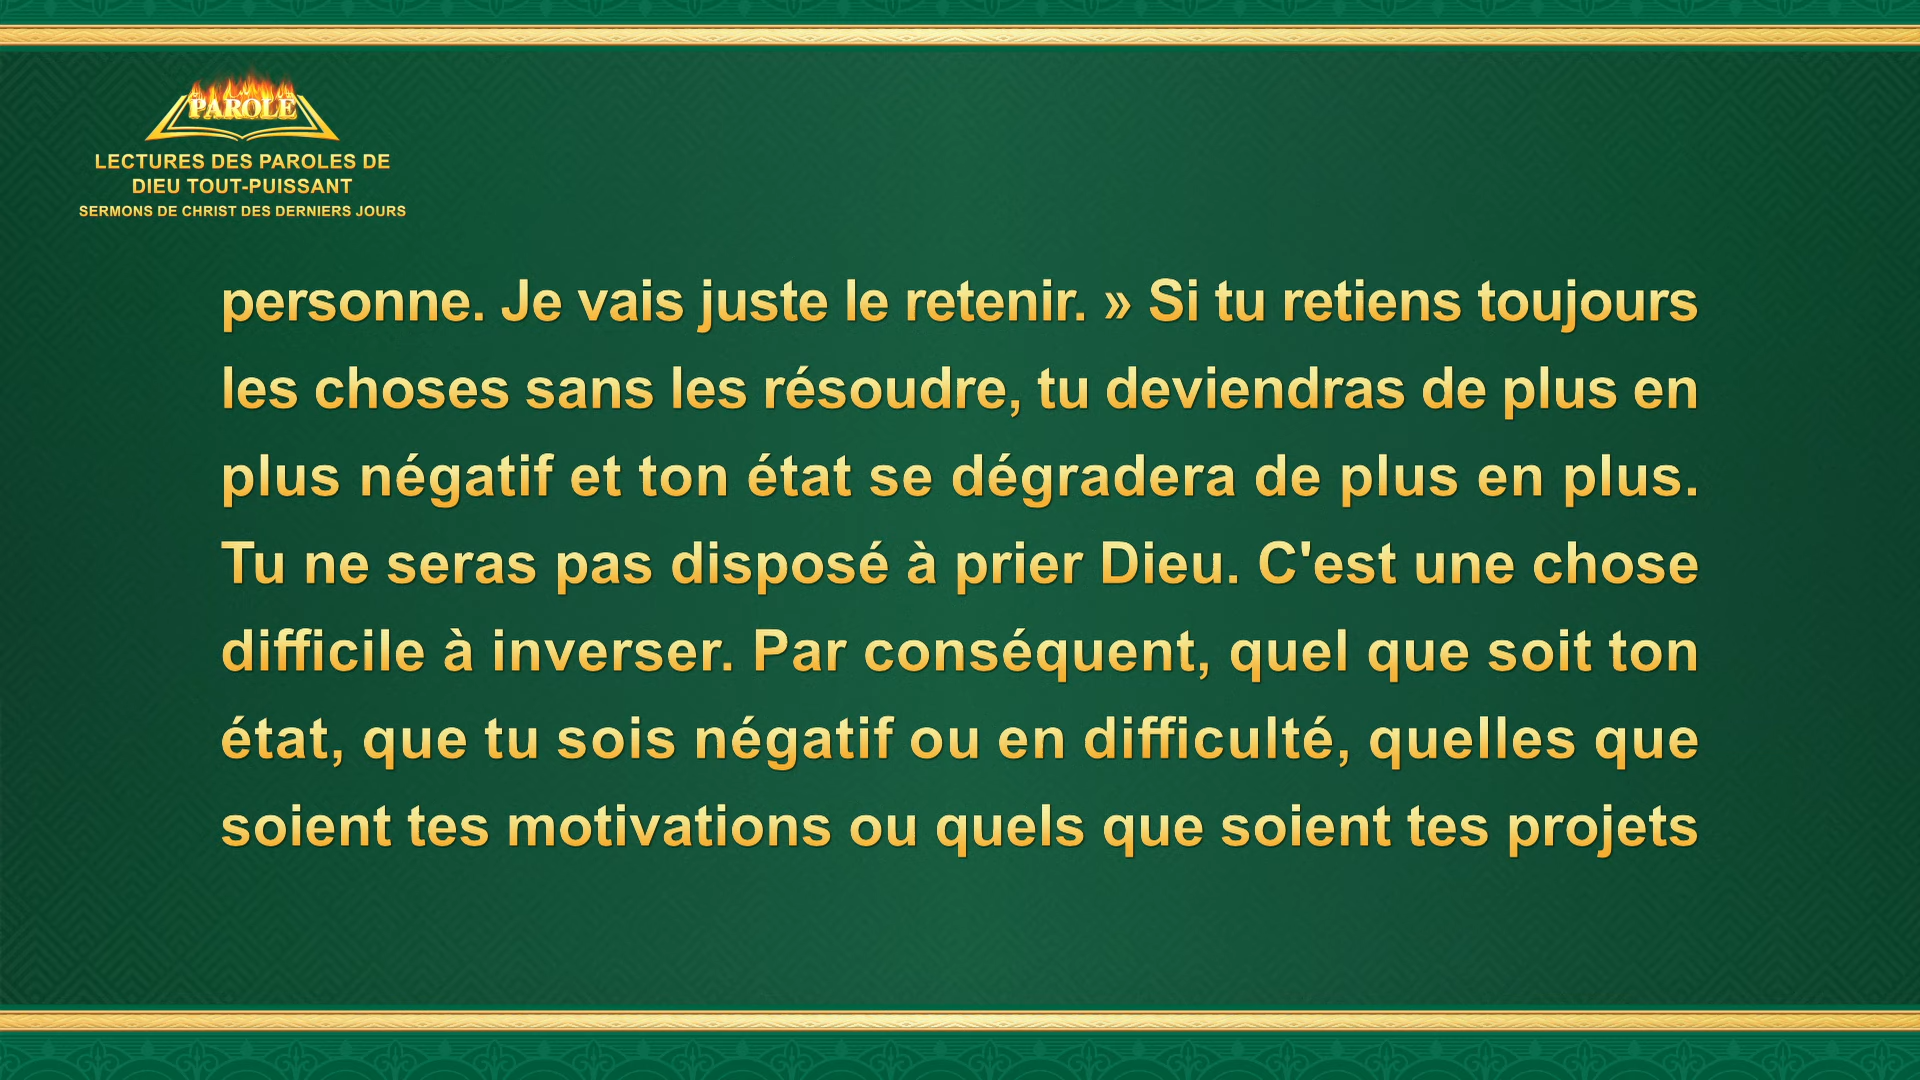 PAROLE
LECTURES DES PAROLES DE
DIEU TOUT-PUISSANT
SERMONS DE CHRIST DES DERNIERS JOURS
personne. Je vais juste le retenir. » Si tu retiens toujours
les choses sans les résoudre, tu deviendras de plus en
plus négatif et ton état se dégradera de plus en plus.
Tu ne seras pas disposé à prier Dieu. C'est une chose
difficile à inverser. Par conséquent, quel que soit ton
état, que tu sois négatif ou en difficulté, quelles que
soient tes motivations ou quels que soient tes projets